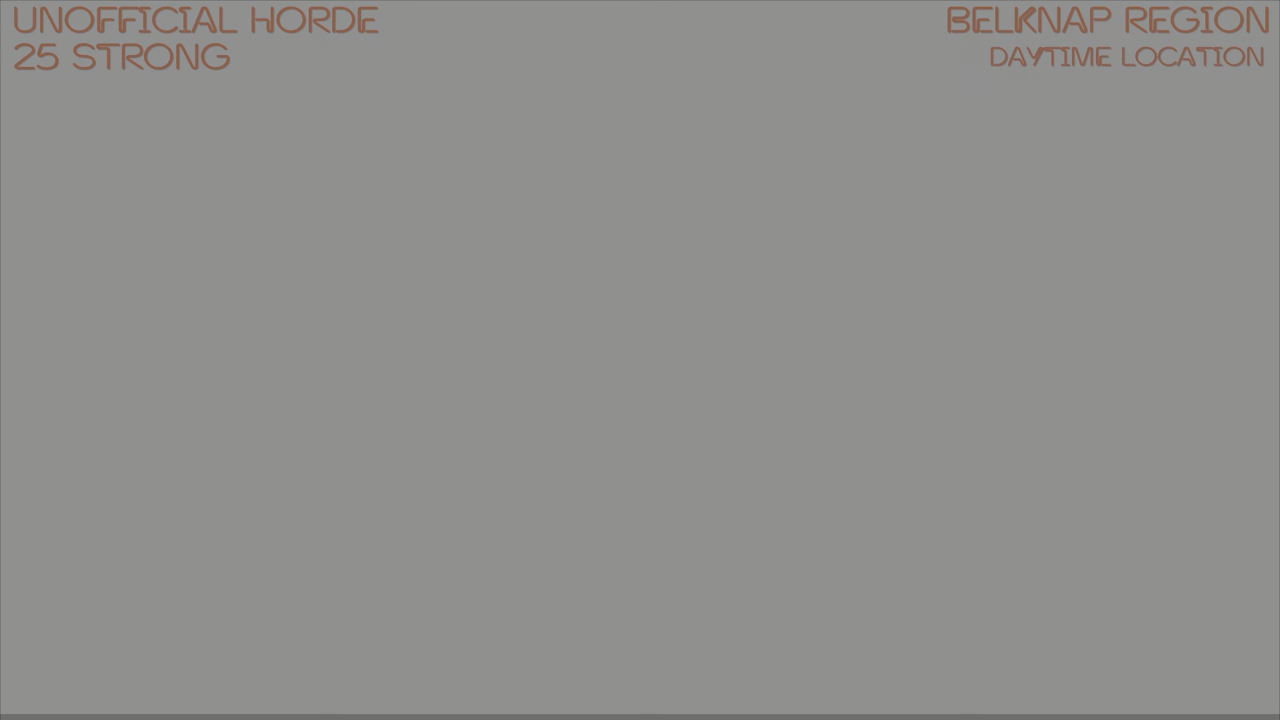 UNOFFICIAL HORDE
25 STRONG
BELKNAP REGION
DAYTIME LOCATION